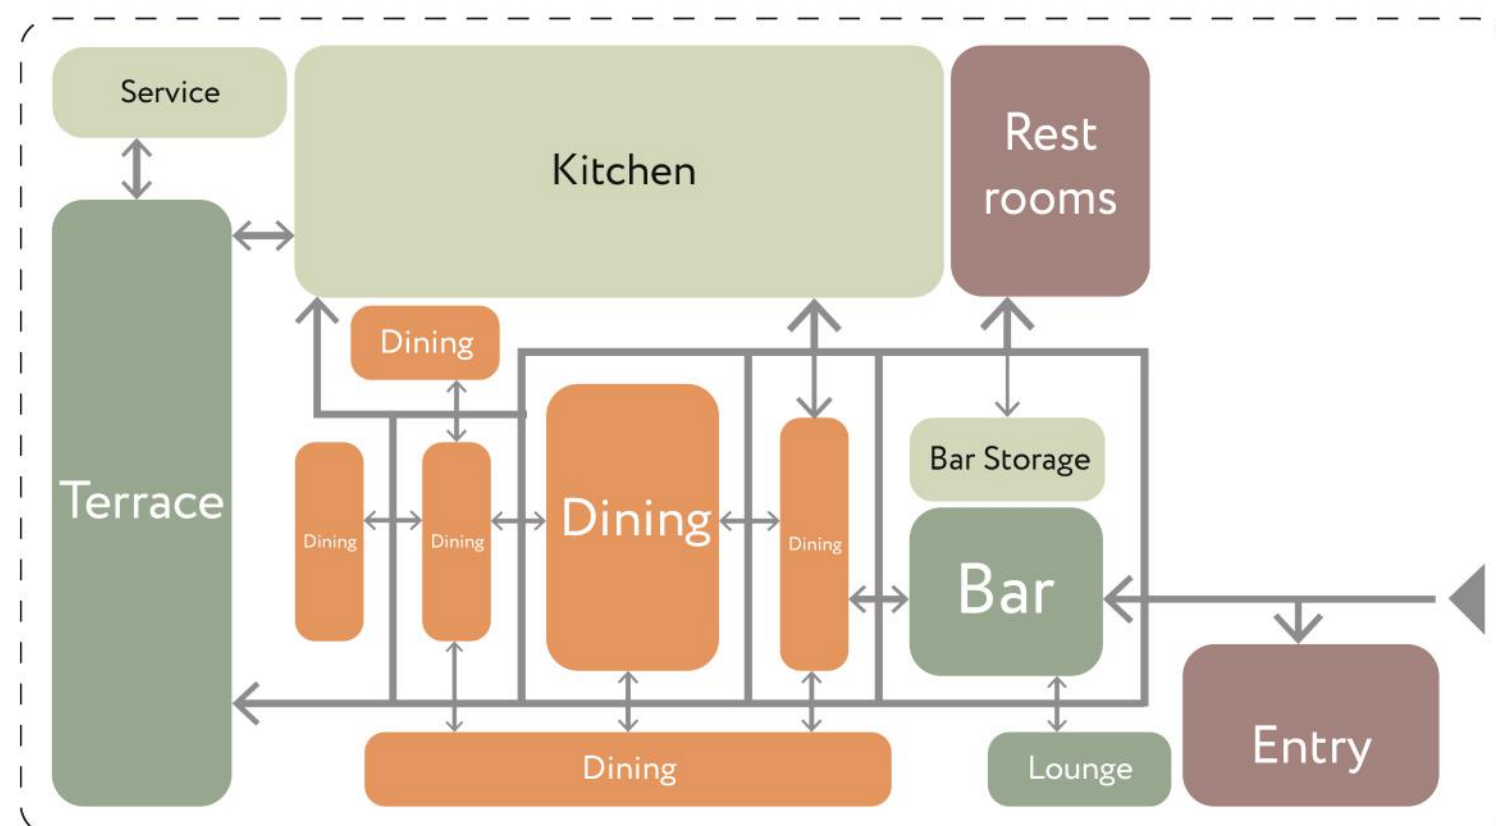 Service
Kitchen
Rest
rooms
Dining
Bar Storage
Terrace
Dining
Dining
Dining
Dining
Bar
Entry
Dining
Lounge